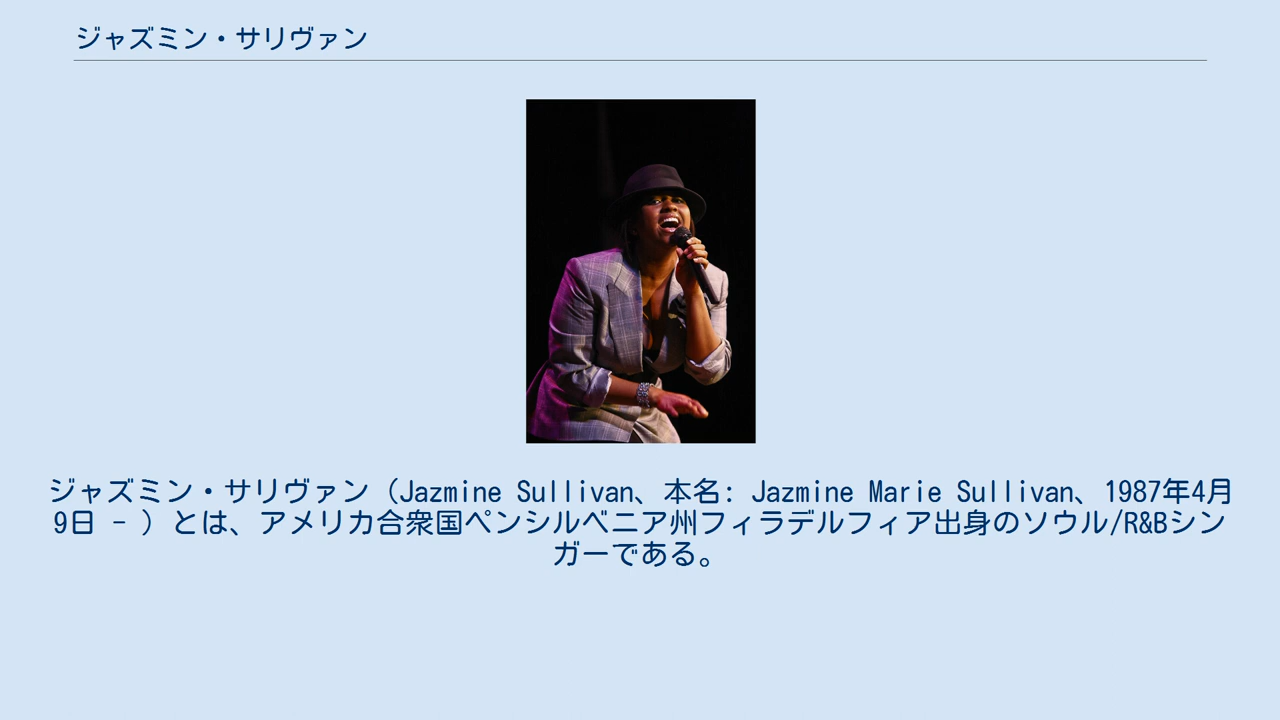 ジャズミン・サリヴァン
ジャズミン・サリヴァン（Jazmine Sullivan、本名: Jazmine Marie Sullivan、1987年4月
9日 - ）とは、アメリカ合衆国ペンシルベニア州フィラデルフィア出身のソウル/R&Bシン
ガーである。